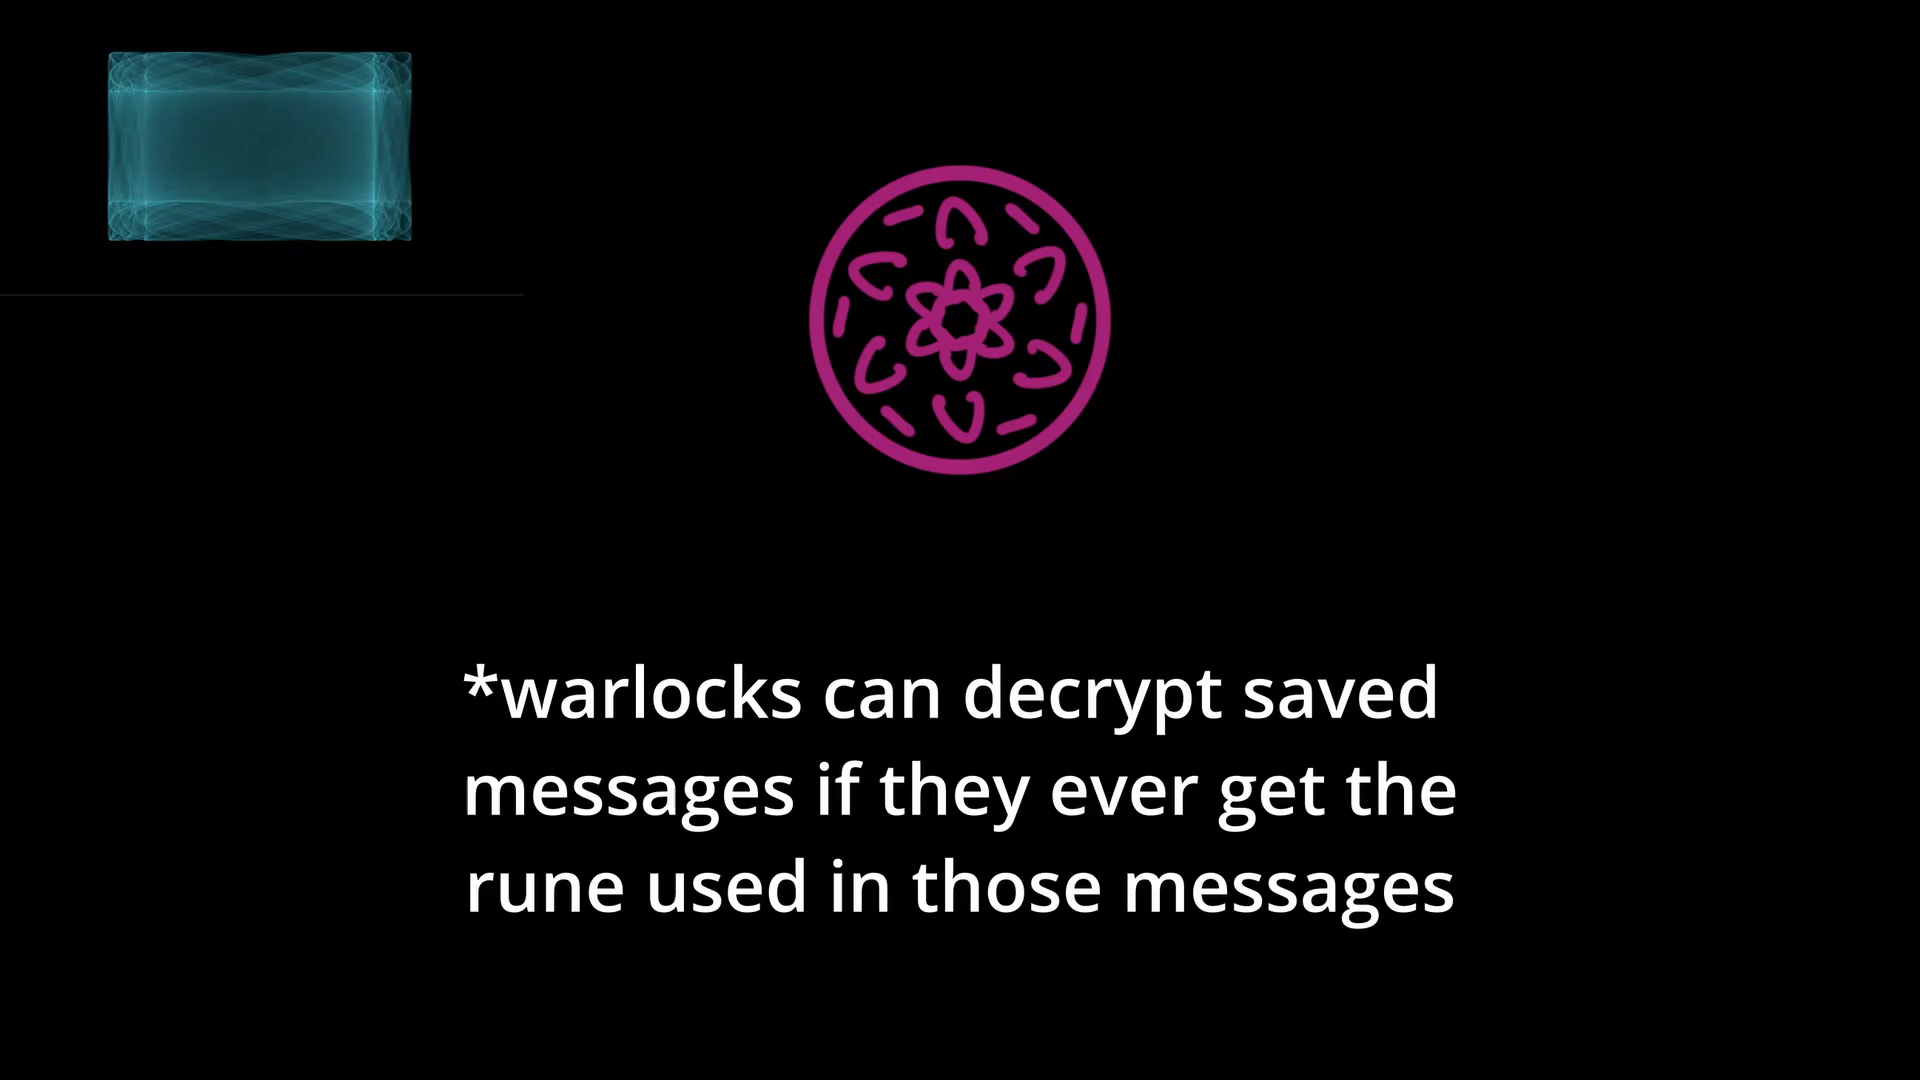 *warlocks can decrypt saved
messages if they ever get the
rune used in those messages